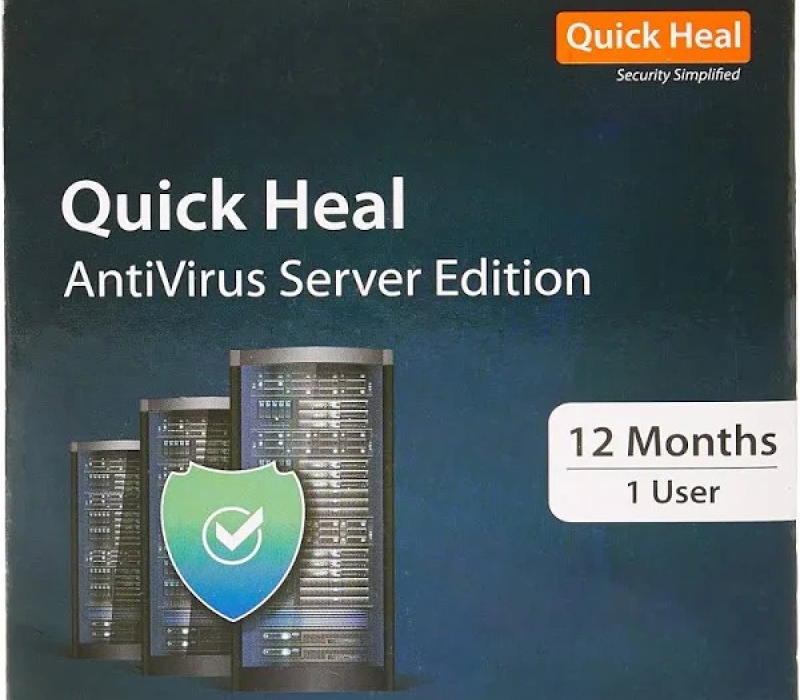 Quick Heal
Security Simplified
Quick Heal
AntiVirus Server Edition
12 Months
1 User